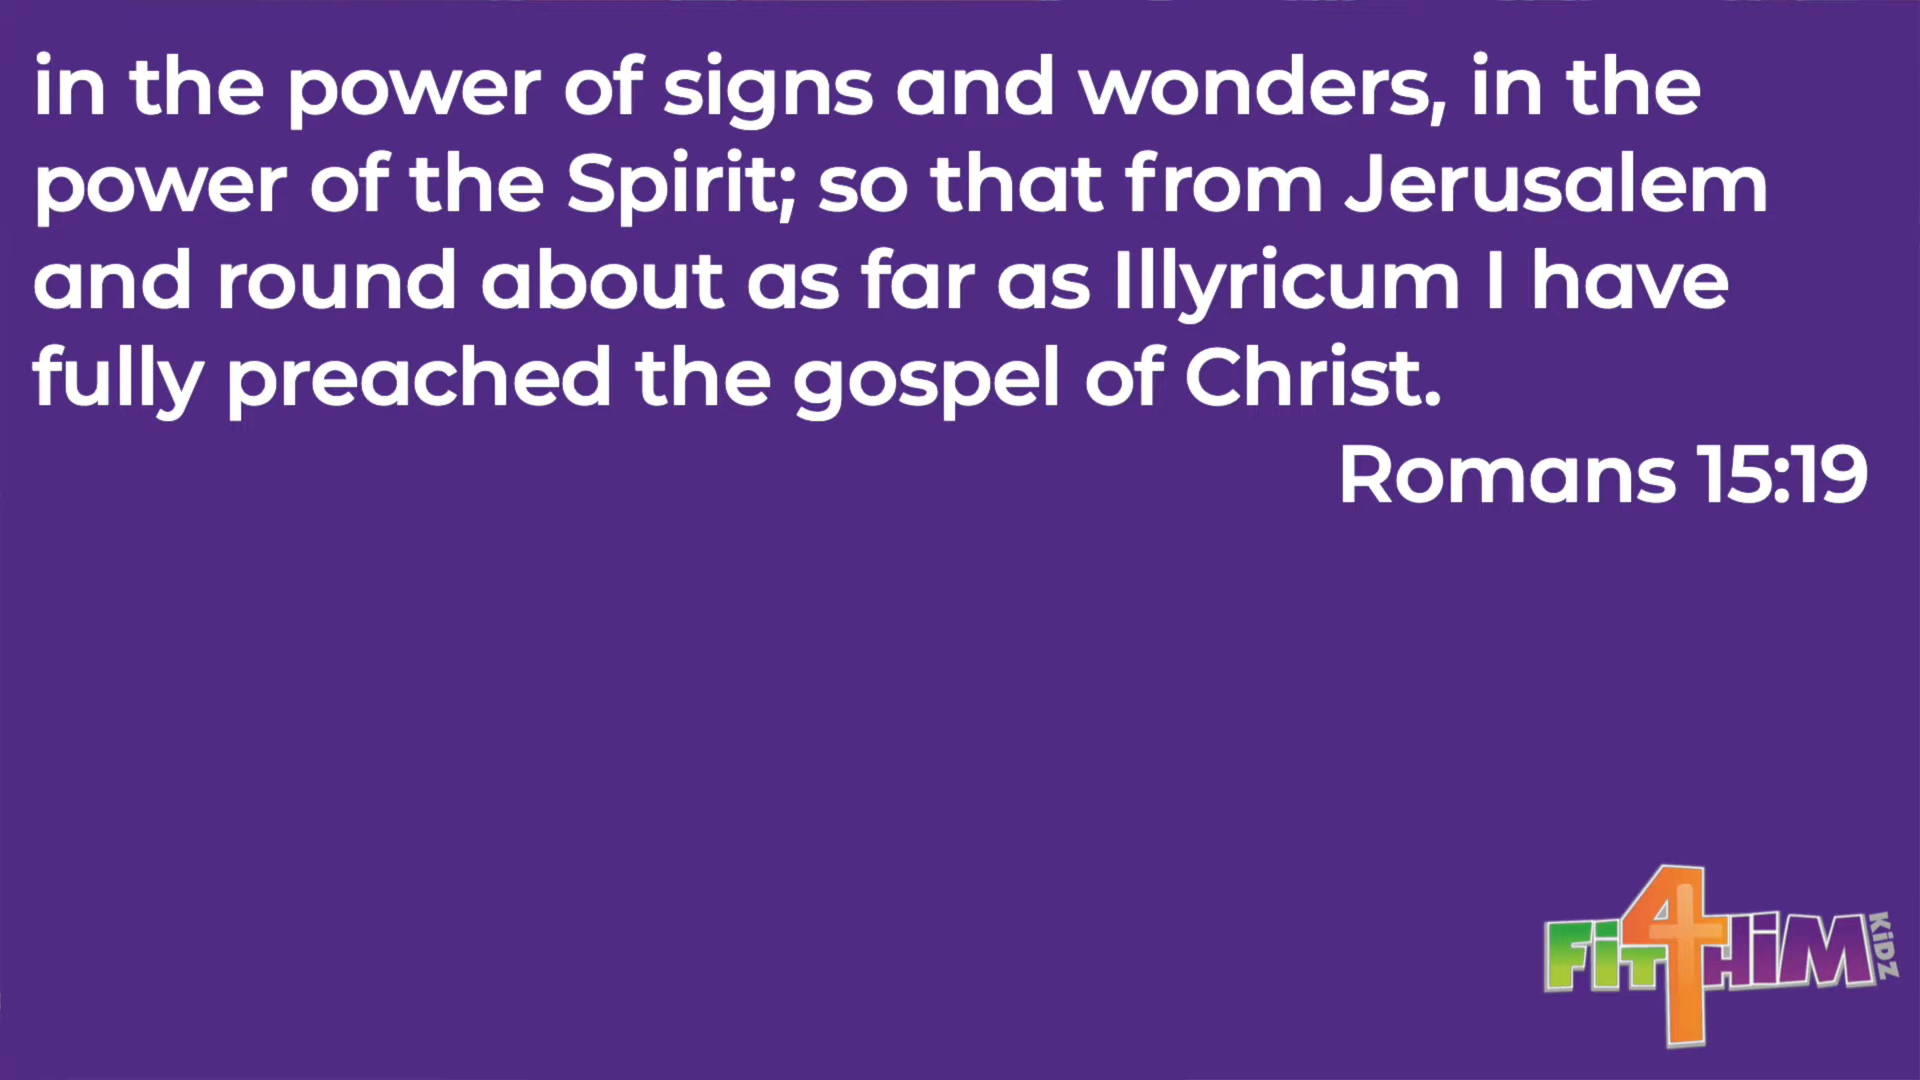 in the power of signs and wonders, in the
power of the Spirit; so that from Jerusalem
and round about as far as Illyricum I have
fully preached the gospel of Christ.
Romans 15:19
FiT4HiM KiDZ